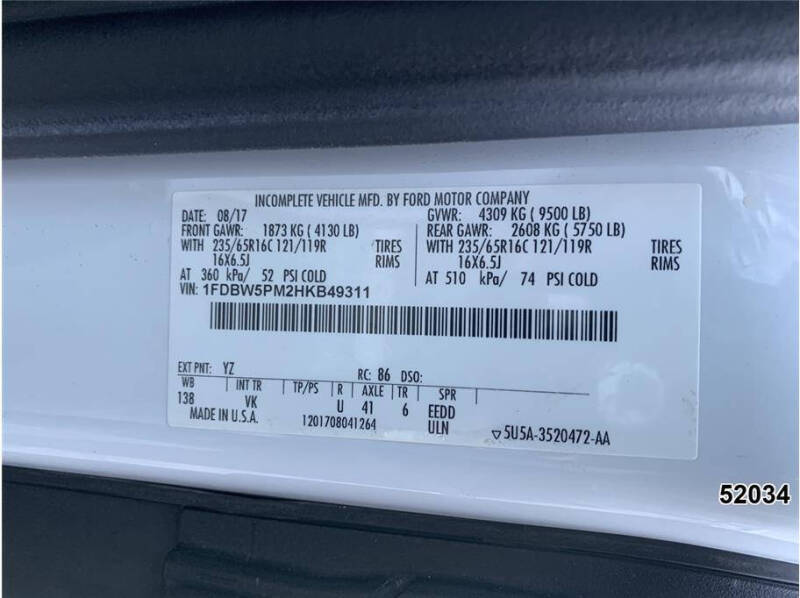 INCOMPLETE VEHICLE MFD. BY FORD MOTOR COMPANY
DATE: 08/17 GVWR: 4309 KG ( 9500 LB)
FRONT GAWR: 1873 KG ( 4130 LB) REAR GAWR: 2608 KG ( 5750 LB)
WITH 235/65R16C 121/119R TIRES WITH 235/65R16C 121/119R TIRES
16X6.5J RIMS 16X6.5J RIMS
AT 360 kPa/ 52 PSI COLD AT 510 kPa/ 74 PSI COLD
VIN: 1FDBW5PM2HKB49311
EXT PNT: YZ RC: 86 DSO:
WB INT TR TP/PS R AXLE TR SPR
138 VK U 41 6 EEDD
MADE IN U.S.A. 1201708041264 ULN ▽5U5A-3520472-AA
52034